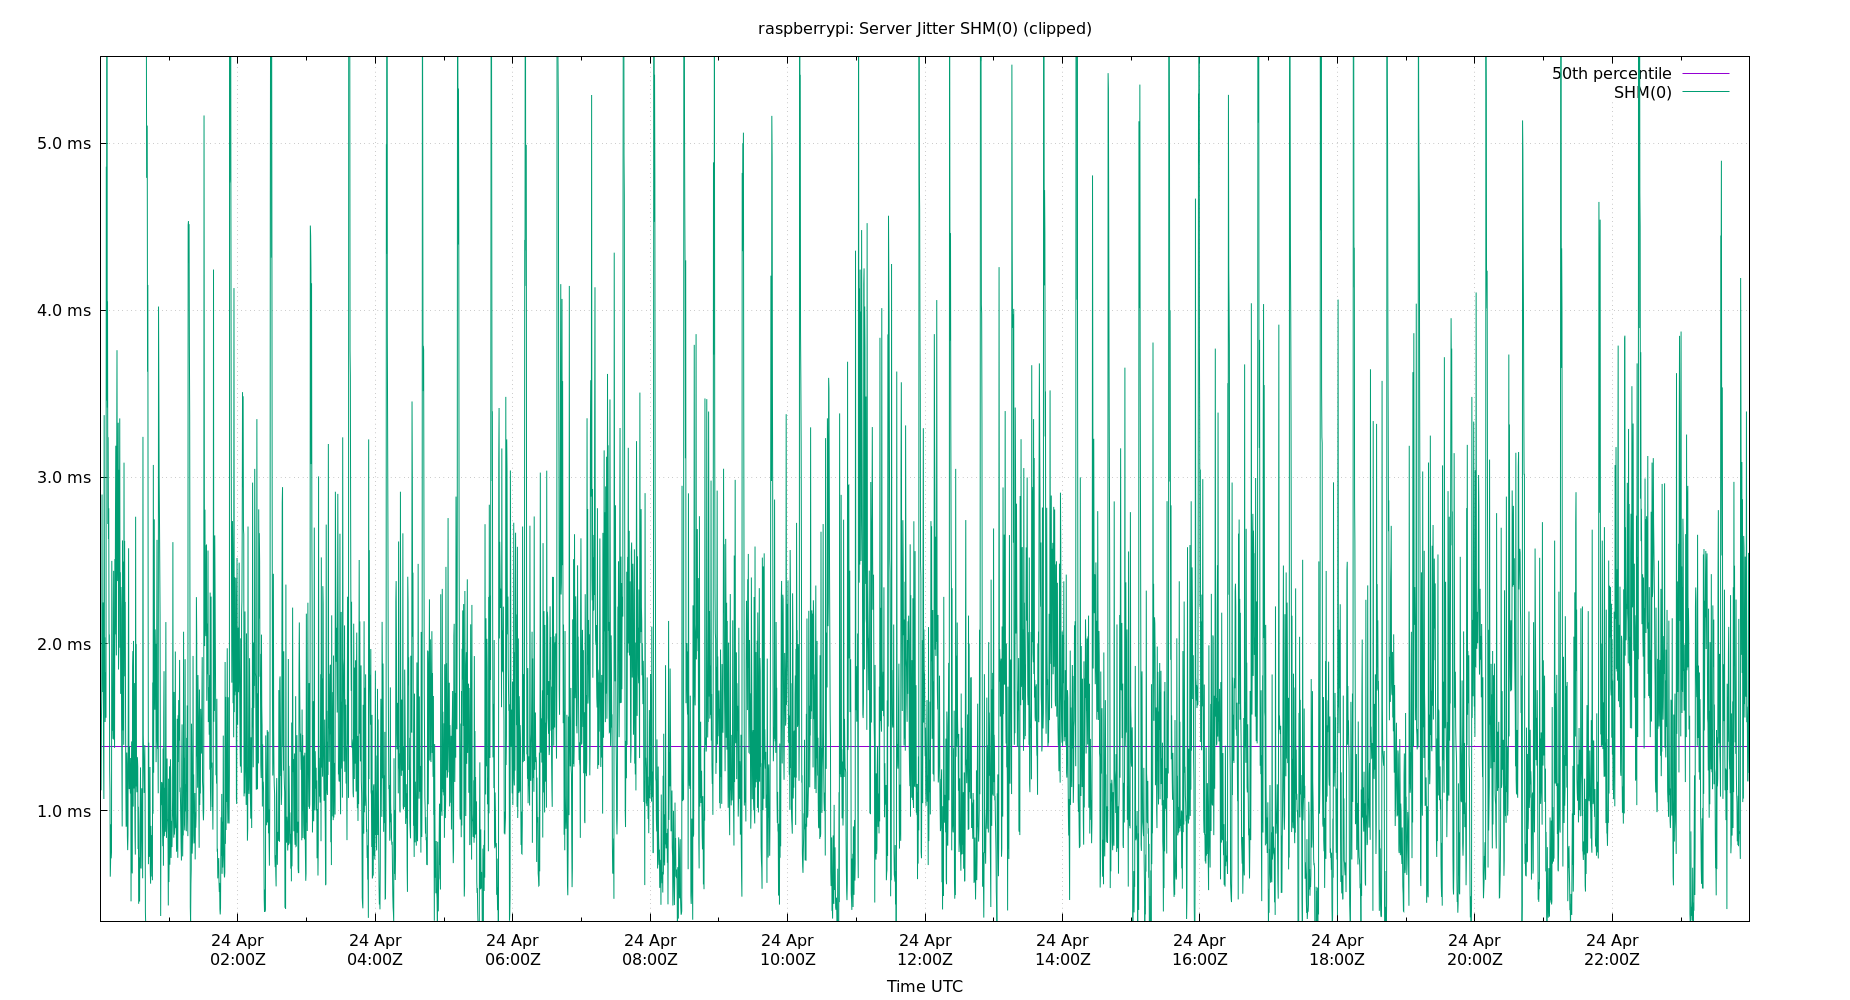 raspberrypi: Server Jitter SHM(0) (clipped)
50th percentile
SHM(0)
5.0 ms
4.0 ms
3.0 ms
2.0 ms
1.0 ms
24 Apr 24 Apr 24 Apr 24 Apr 24 Apr 24 Apr 24 Apr 24 Apr 24 Apr 24 Apr 24 Apr
02:00Z 04:00Z 06:00Z 08:00Z 10:00Z 12:00Z 14:00Z 16:00Z 18:00Z 20:00Z 22:00Z
Time UTC